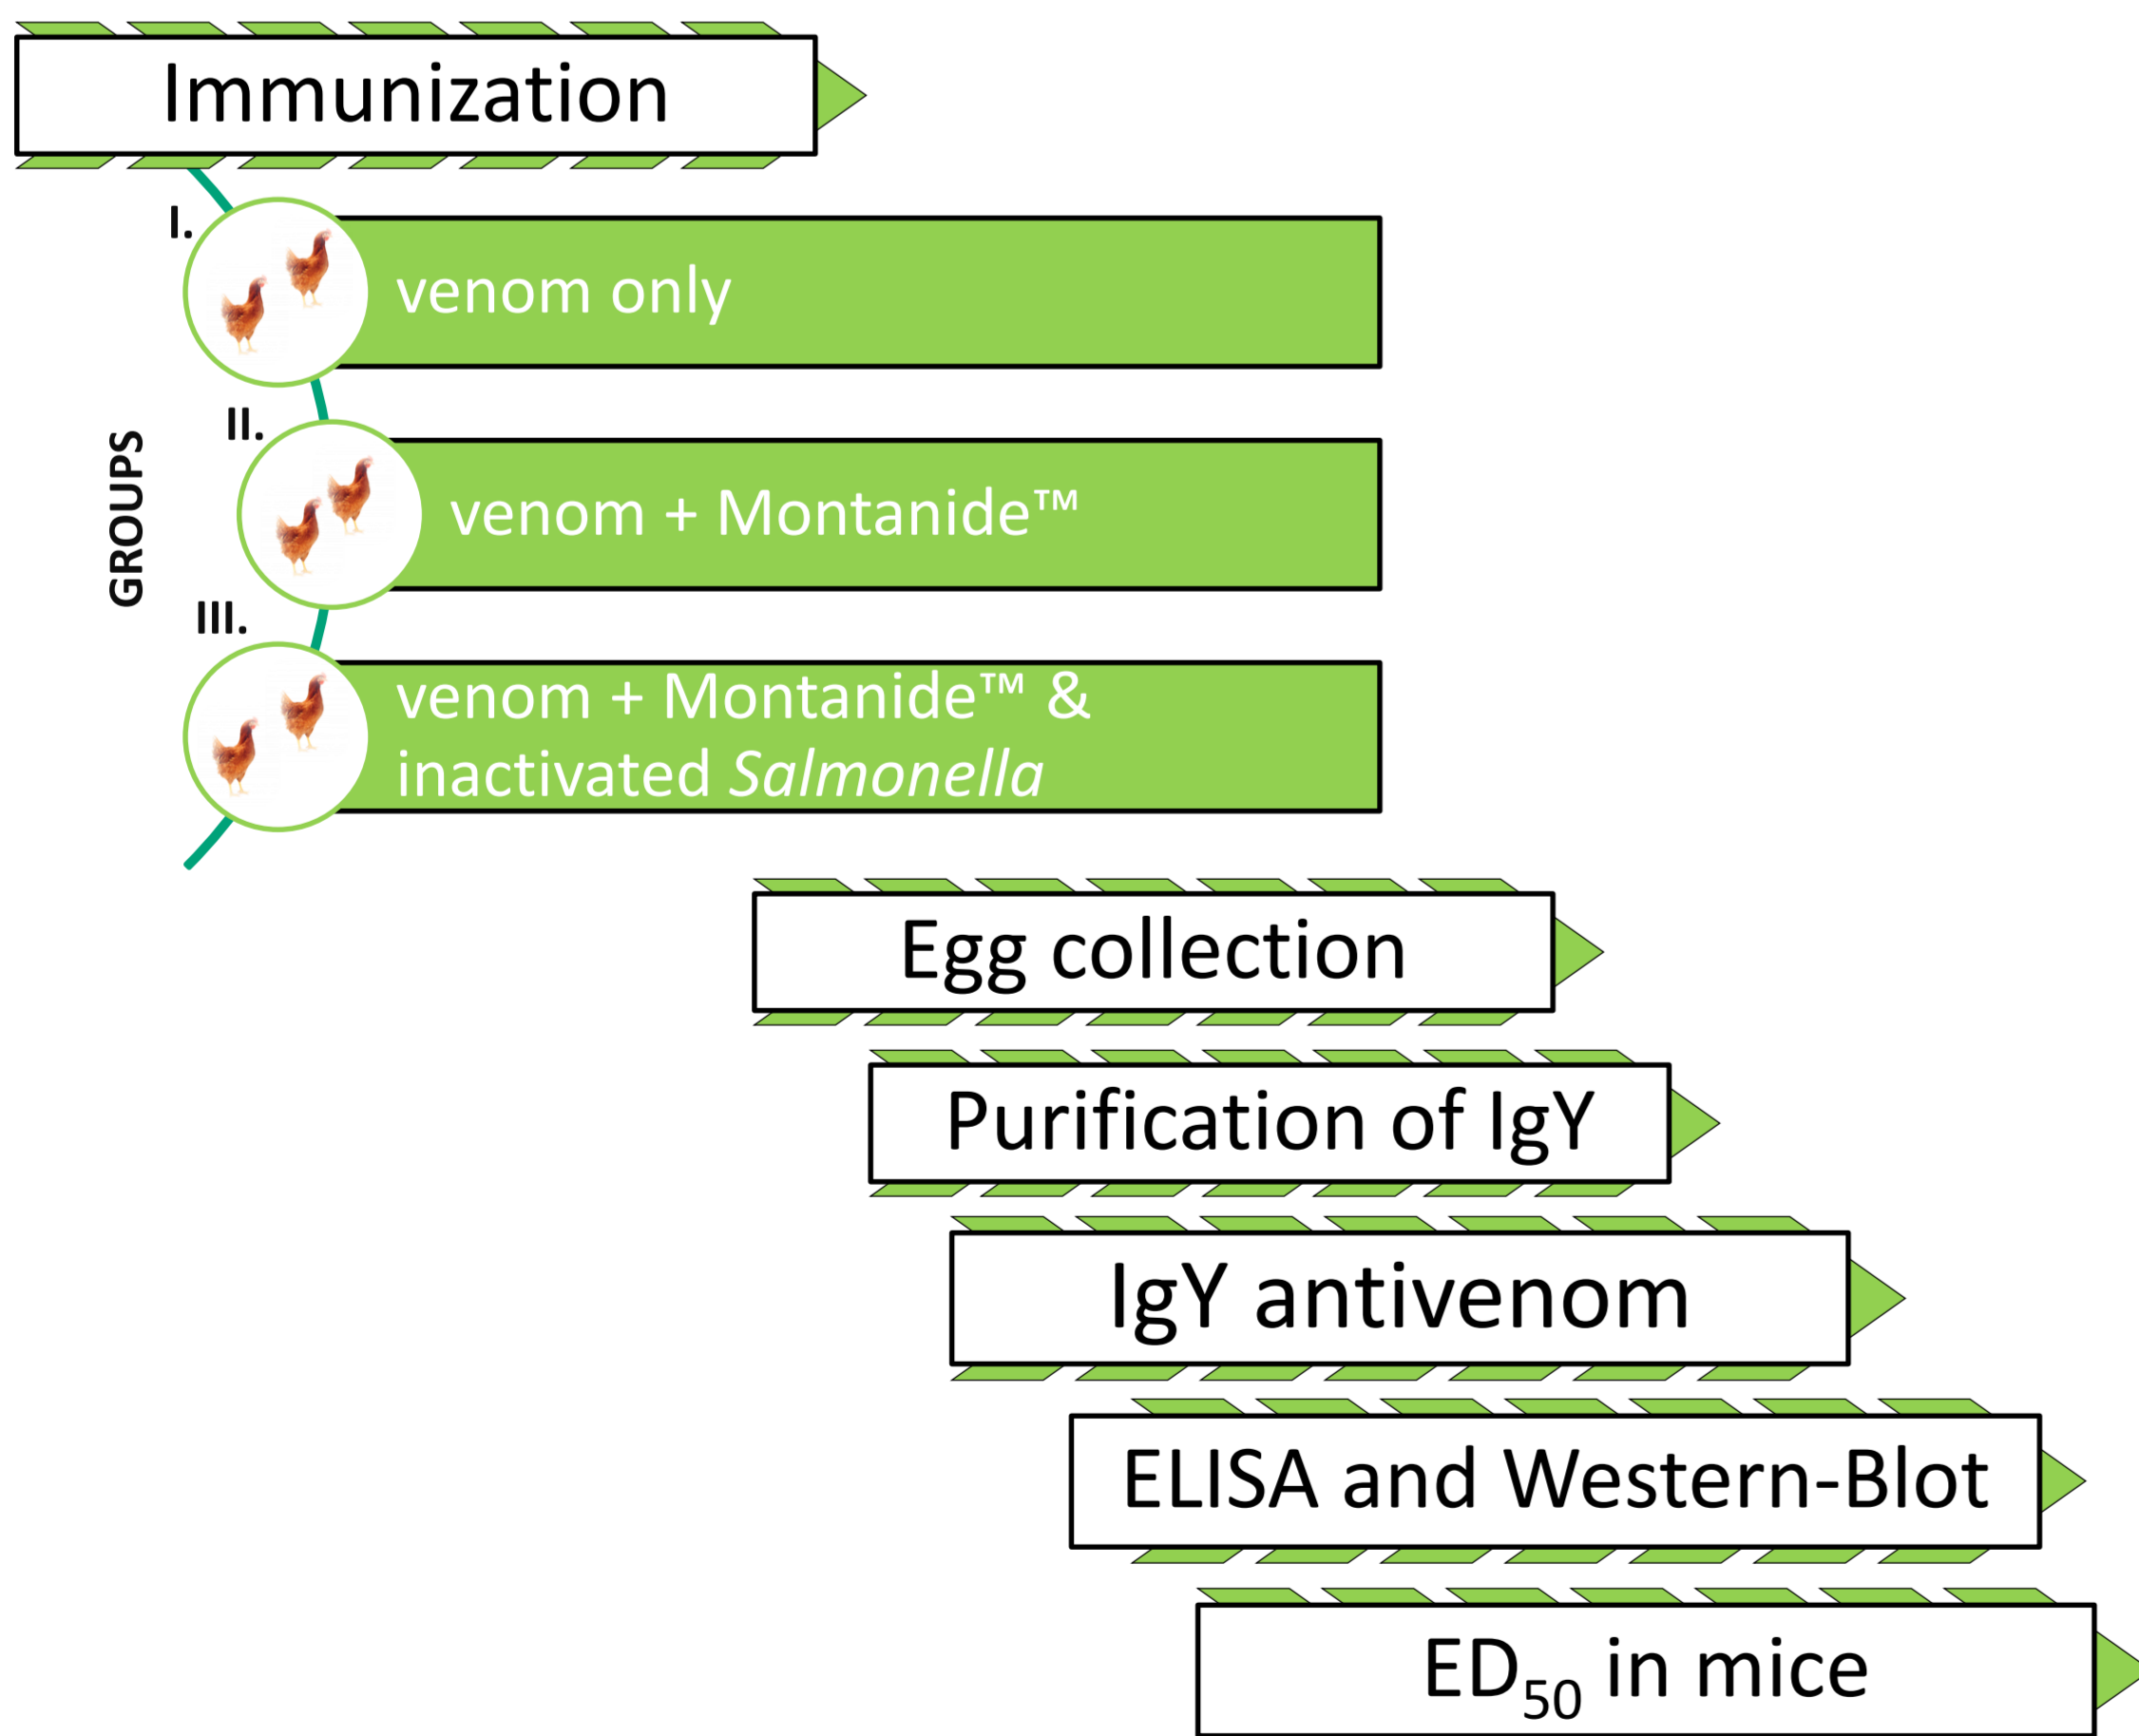 Immunization
I.
venom only
GROUPS
II.
venom + Montanide™
III.
venom + Montanide™ &
inactivated Salmonella
Egg collection
Purification of IgY
IgY antivenom
ELISA and Western-Blot
ED50 in mice